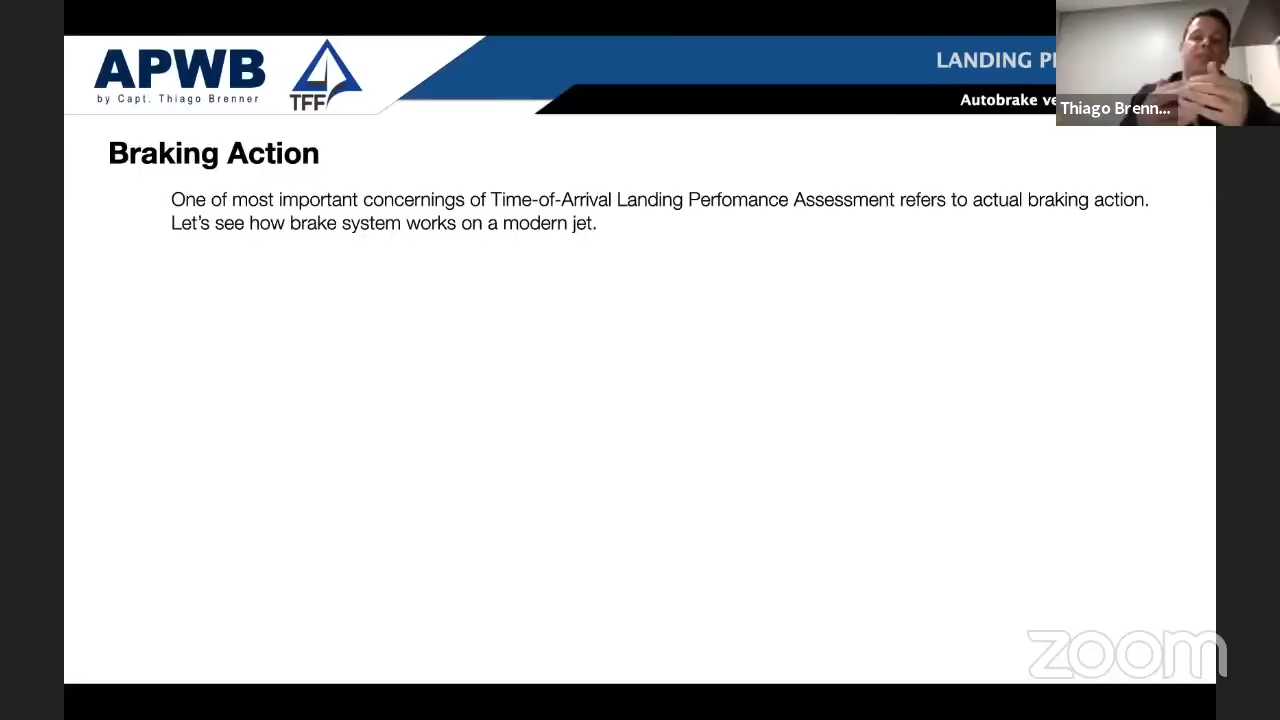 APWB
by Capt. Thiago Brenner
TFF
LANDING
Autobrake
Thiago Brenn...
Braking Action
One of most important concernings of Time-of-Arrival Landing Perfomance Assessment refers to actual braking action.
Let's see how brake system works on a modern jet.
zoom